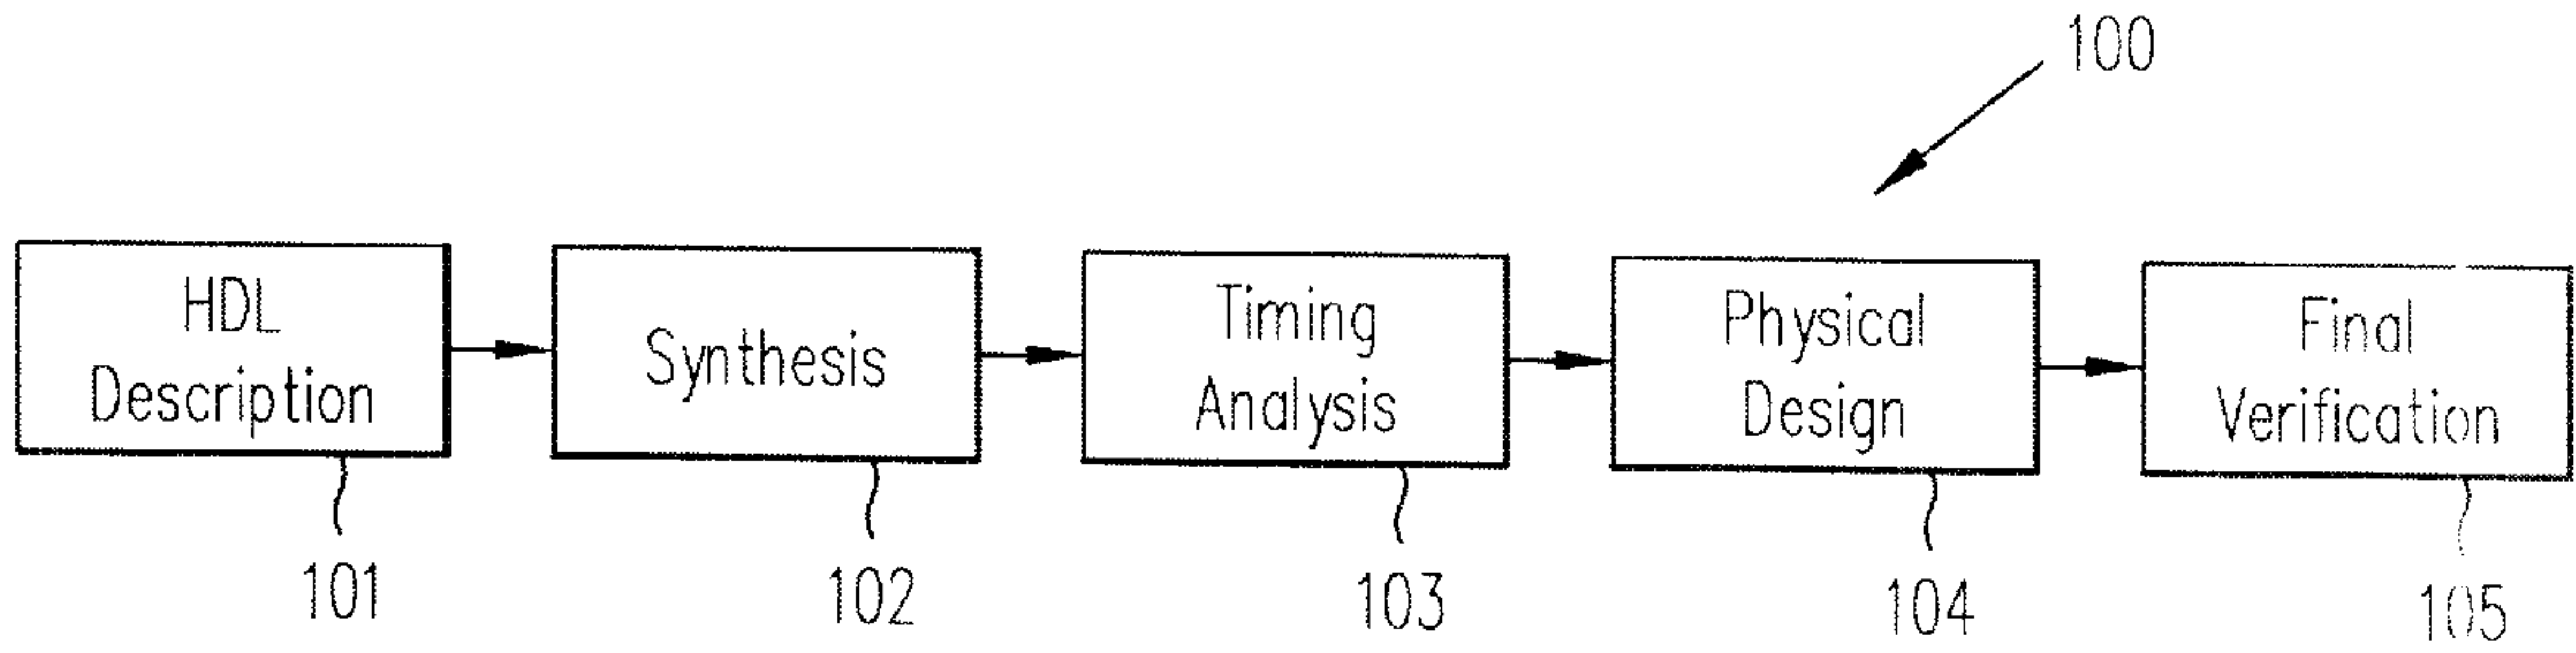 100
HDL
Description
Synthesis
Timing
Analysis
Physical
Design
Final
Verification
101
102
103
104
105